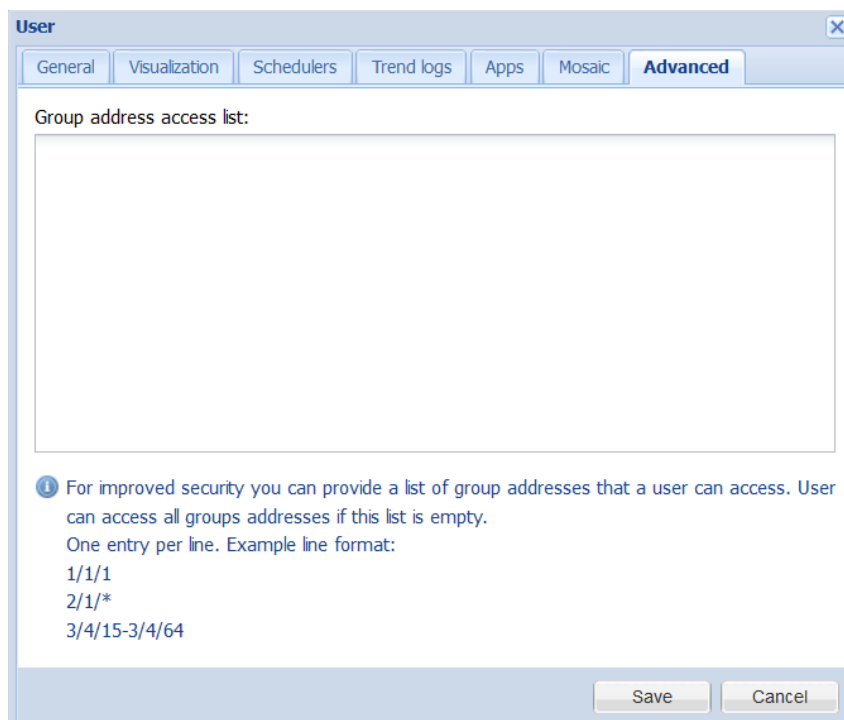 User
General
Visualization
Schedulers
Trend logs
Apps
Mosaic
Advanced
Group address access list:
For improved security you can provide a list of group addresses that a user can access. User
can access all groups addresses if this list is empty.
One entry per line. Example line format:
1/1/1
2/1/*
3/4/15-3/4/64
Save
Cancel